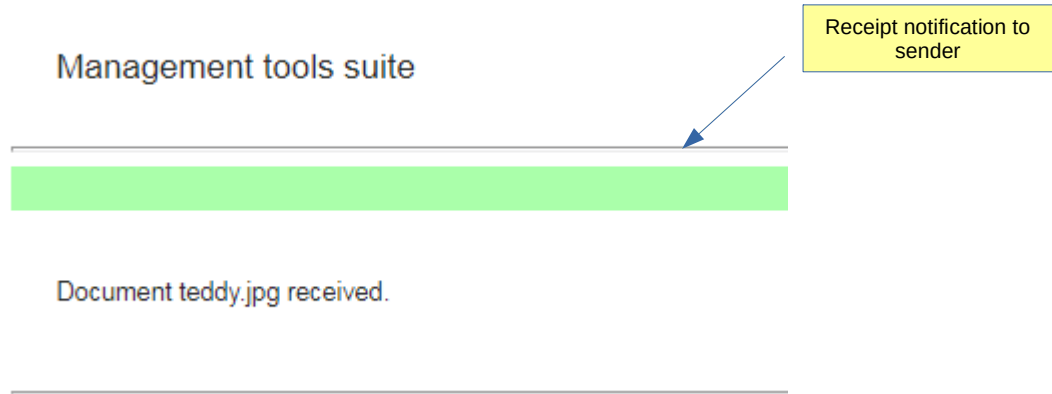 Receipt notification to
sender
Management tools suite
Document teddy.jpg received.